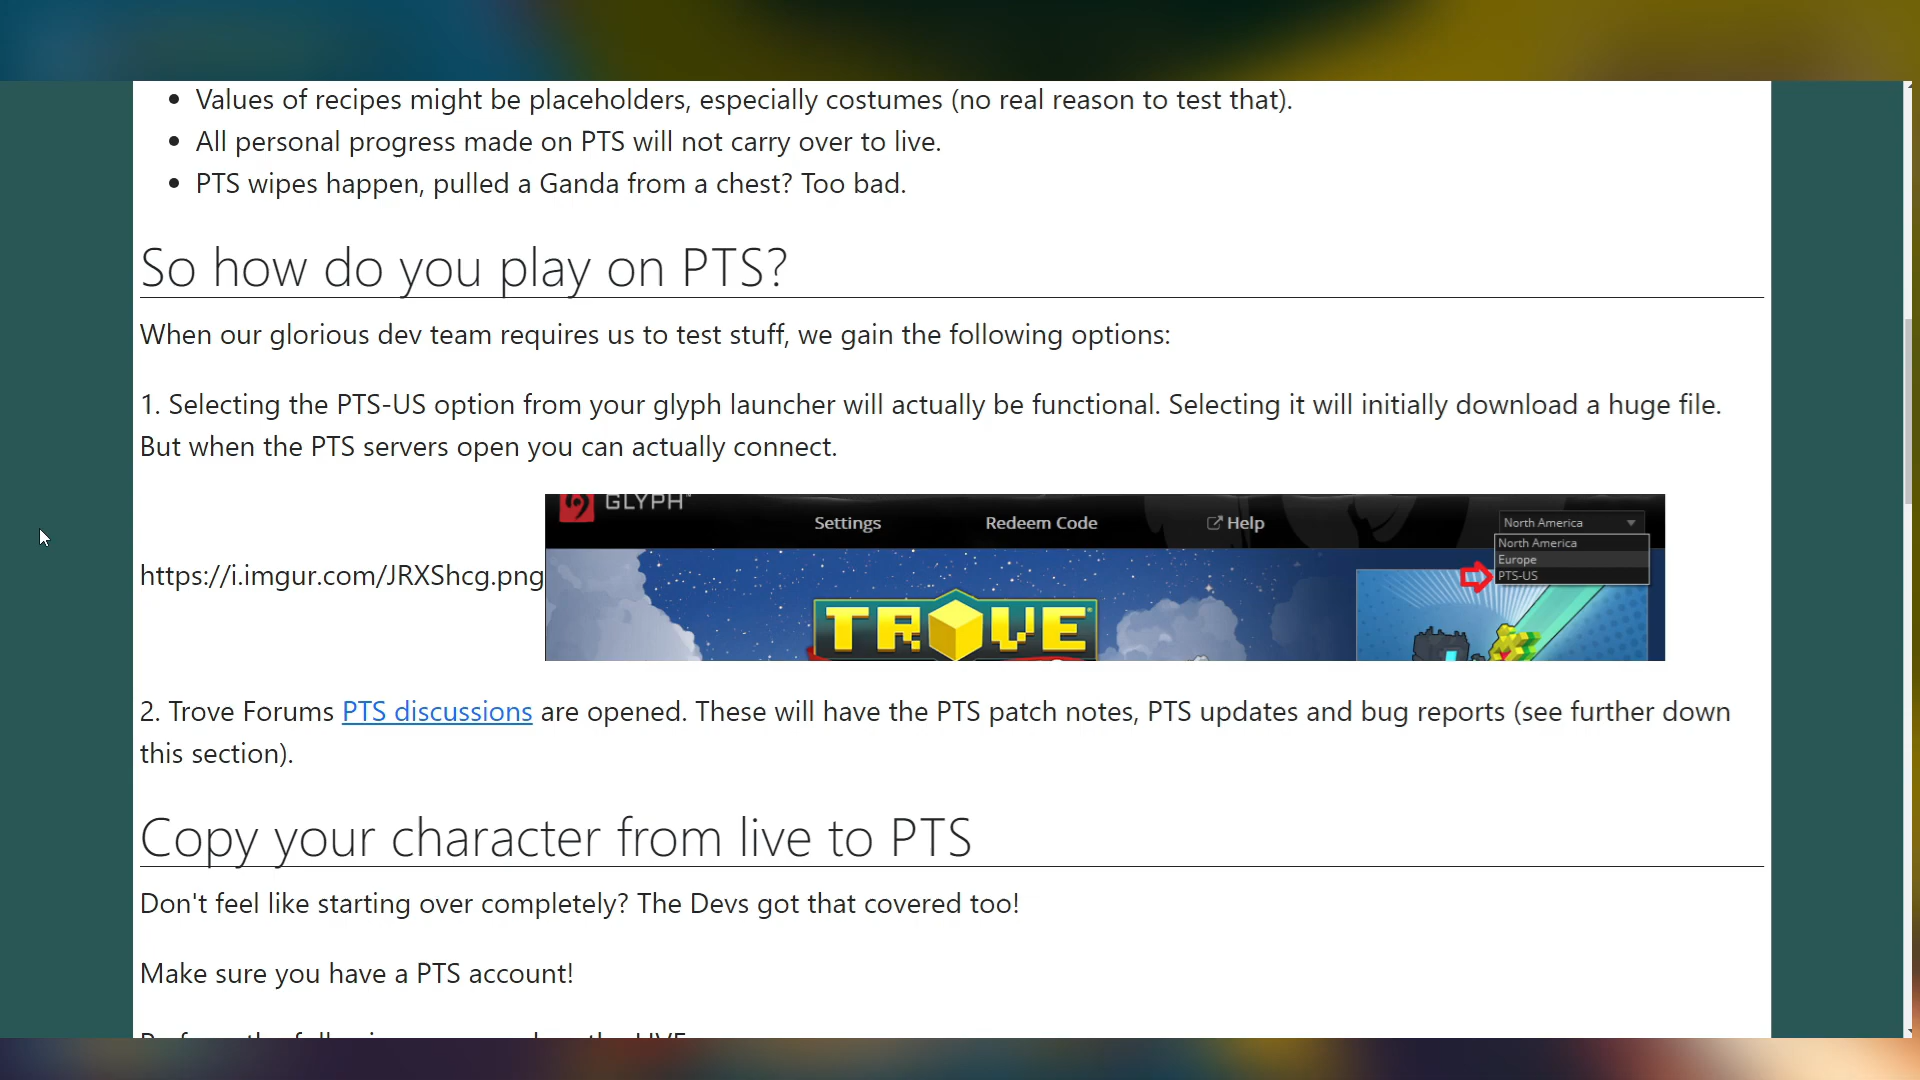 Values of recipes might be placeholders, especially costumes (no real reason to test that).
All personal progress made on PTS will not carry over to live.
PTS wipes happen, pulled a Ganda from a chest? Too bad.
So how do you play on PTS?
When our glorious dev team requires us to test stuff, we gain the following options:
1. Selecting the PTS-US option from your glyph launcher will actually be functional. Selecting it will initially download a huge file.
But when the PTS servers open you can actually connect.
GLYPH™
Settings
Redeem Code
Help
North America
North America
Europe
PTS-US
https://i.imgur.com/JRXShcg.png
TROVE
2. Trove Forums PTS discussions are opened. These will have the PTS patch notes, PTS updates and bug reports (see further down
this section).
Copy your character from live to PTS
Don't feel like starting over completely? The Devs got that covered too!
Make sure you have a PTS account!